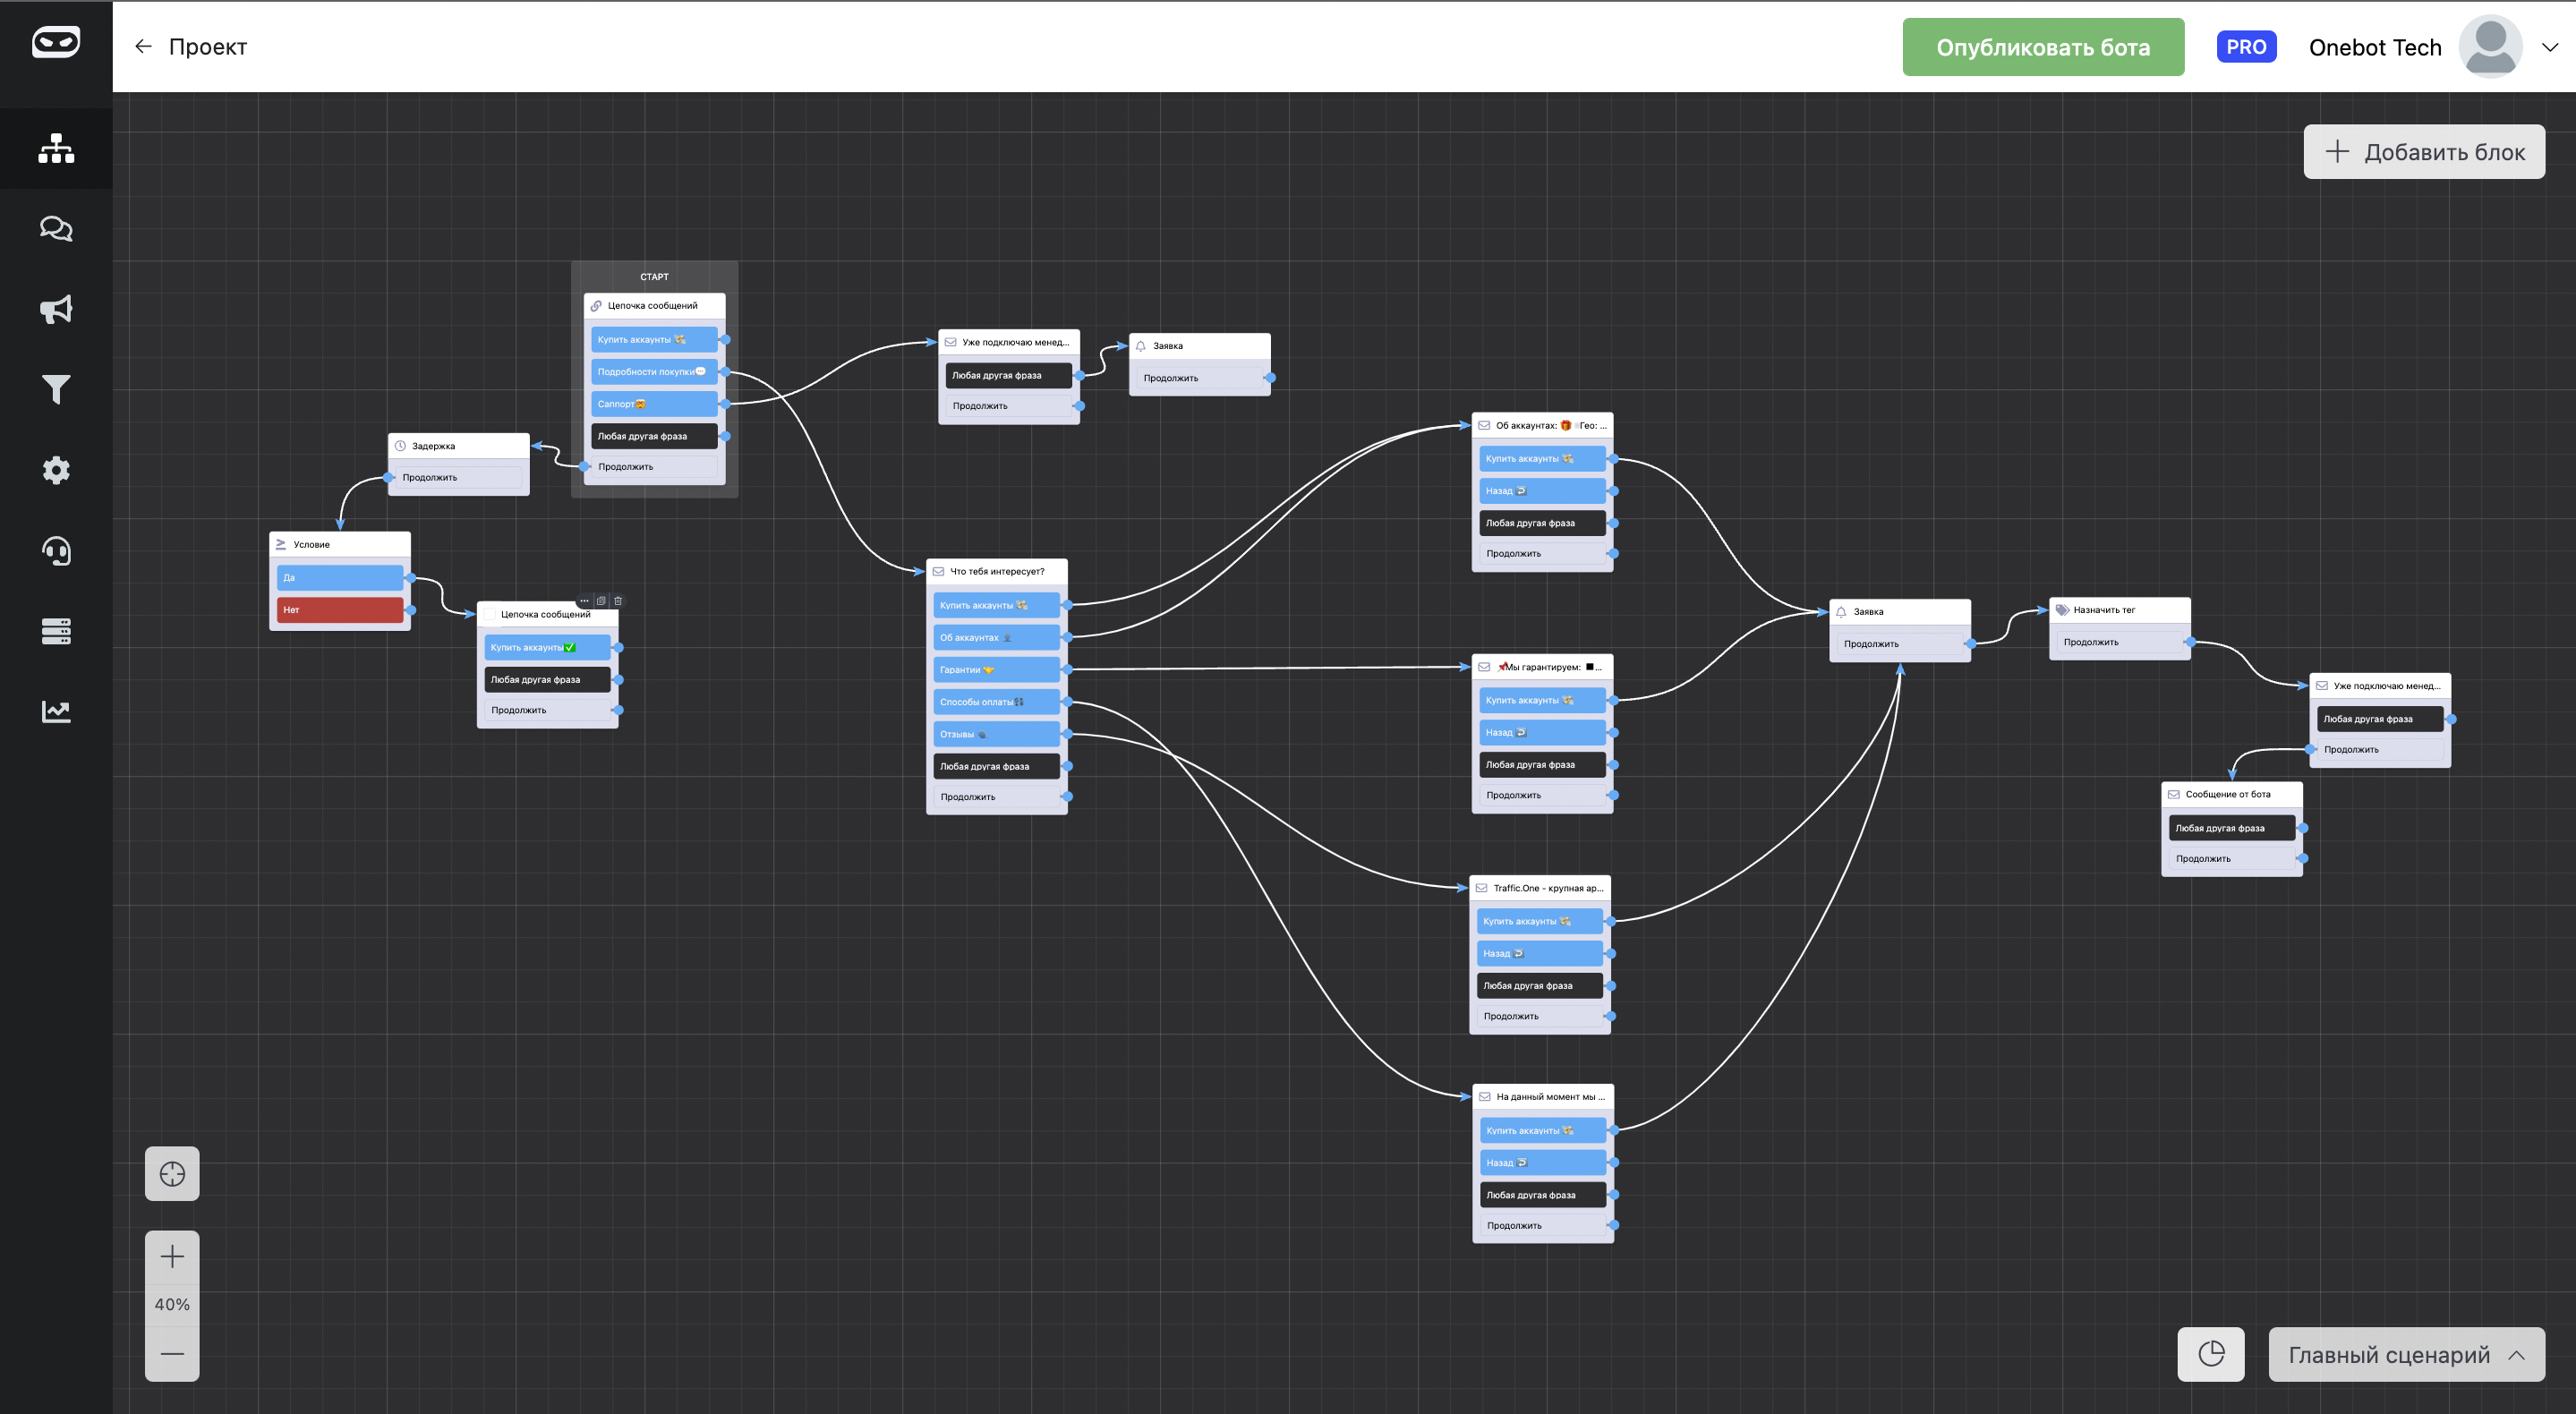 Проект
Опубликовать бота
PRO
Onebot Tech
Добавить блок
СТАРТ
Цепочка сообщений
Купить аккаунты 💸
Подробности покупки💬
Саппорт🤯
Любая другая фраза
Продолжить
Уже подключаю менед...
Любая другая фраза
Продолжить
Заявка
Продолжить
Задержка
Продолжить
Условие
Да
Нет
Цепочка сообщений
Купить аккаунты✅
Любая другая фраза
Продолжить
Что тебя интересует?
Купить аккаунты 💸
Об аккаунтах 👤
Гарантии 🤝
Способы оплаты
Отзывы
Любая другая фраза
Продолжить
Об аккаунтах: 🎁 Гео: ...
Купить аккаунты 💸
Назад ↩️
Любая другая фраза
Продолжить
📌Мы гарантируем: ◼️...
Купить аккаунты 💸
Назад ↩️
Любая другая фраза
Продолжить
Traffic.One - крупная ар...
Купить аккаунты 💸
Назад ↩️
Любая другая фраза
Продолжить
На данный момент мы ...
Купить аккаунты 💸
Назад ↩️
Любая другая фраза
Продолжить
Заявка
Продолжить
Назначить тег
Продолжить
Уже подключаю менед...
Любая другая фраза
Продолжить
Сообщение от бота
Любая другая фраза
Продолжить
40%
Главный сценарий